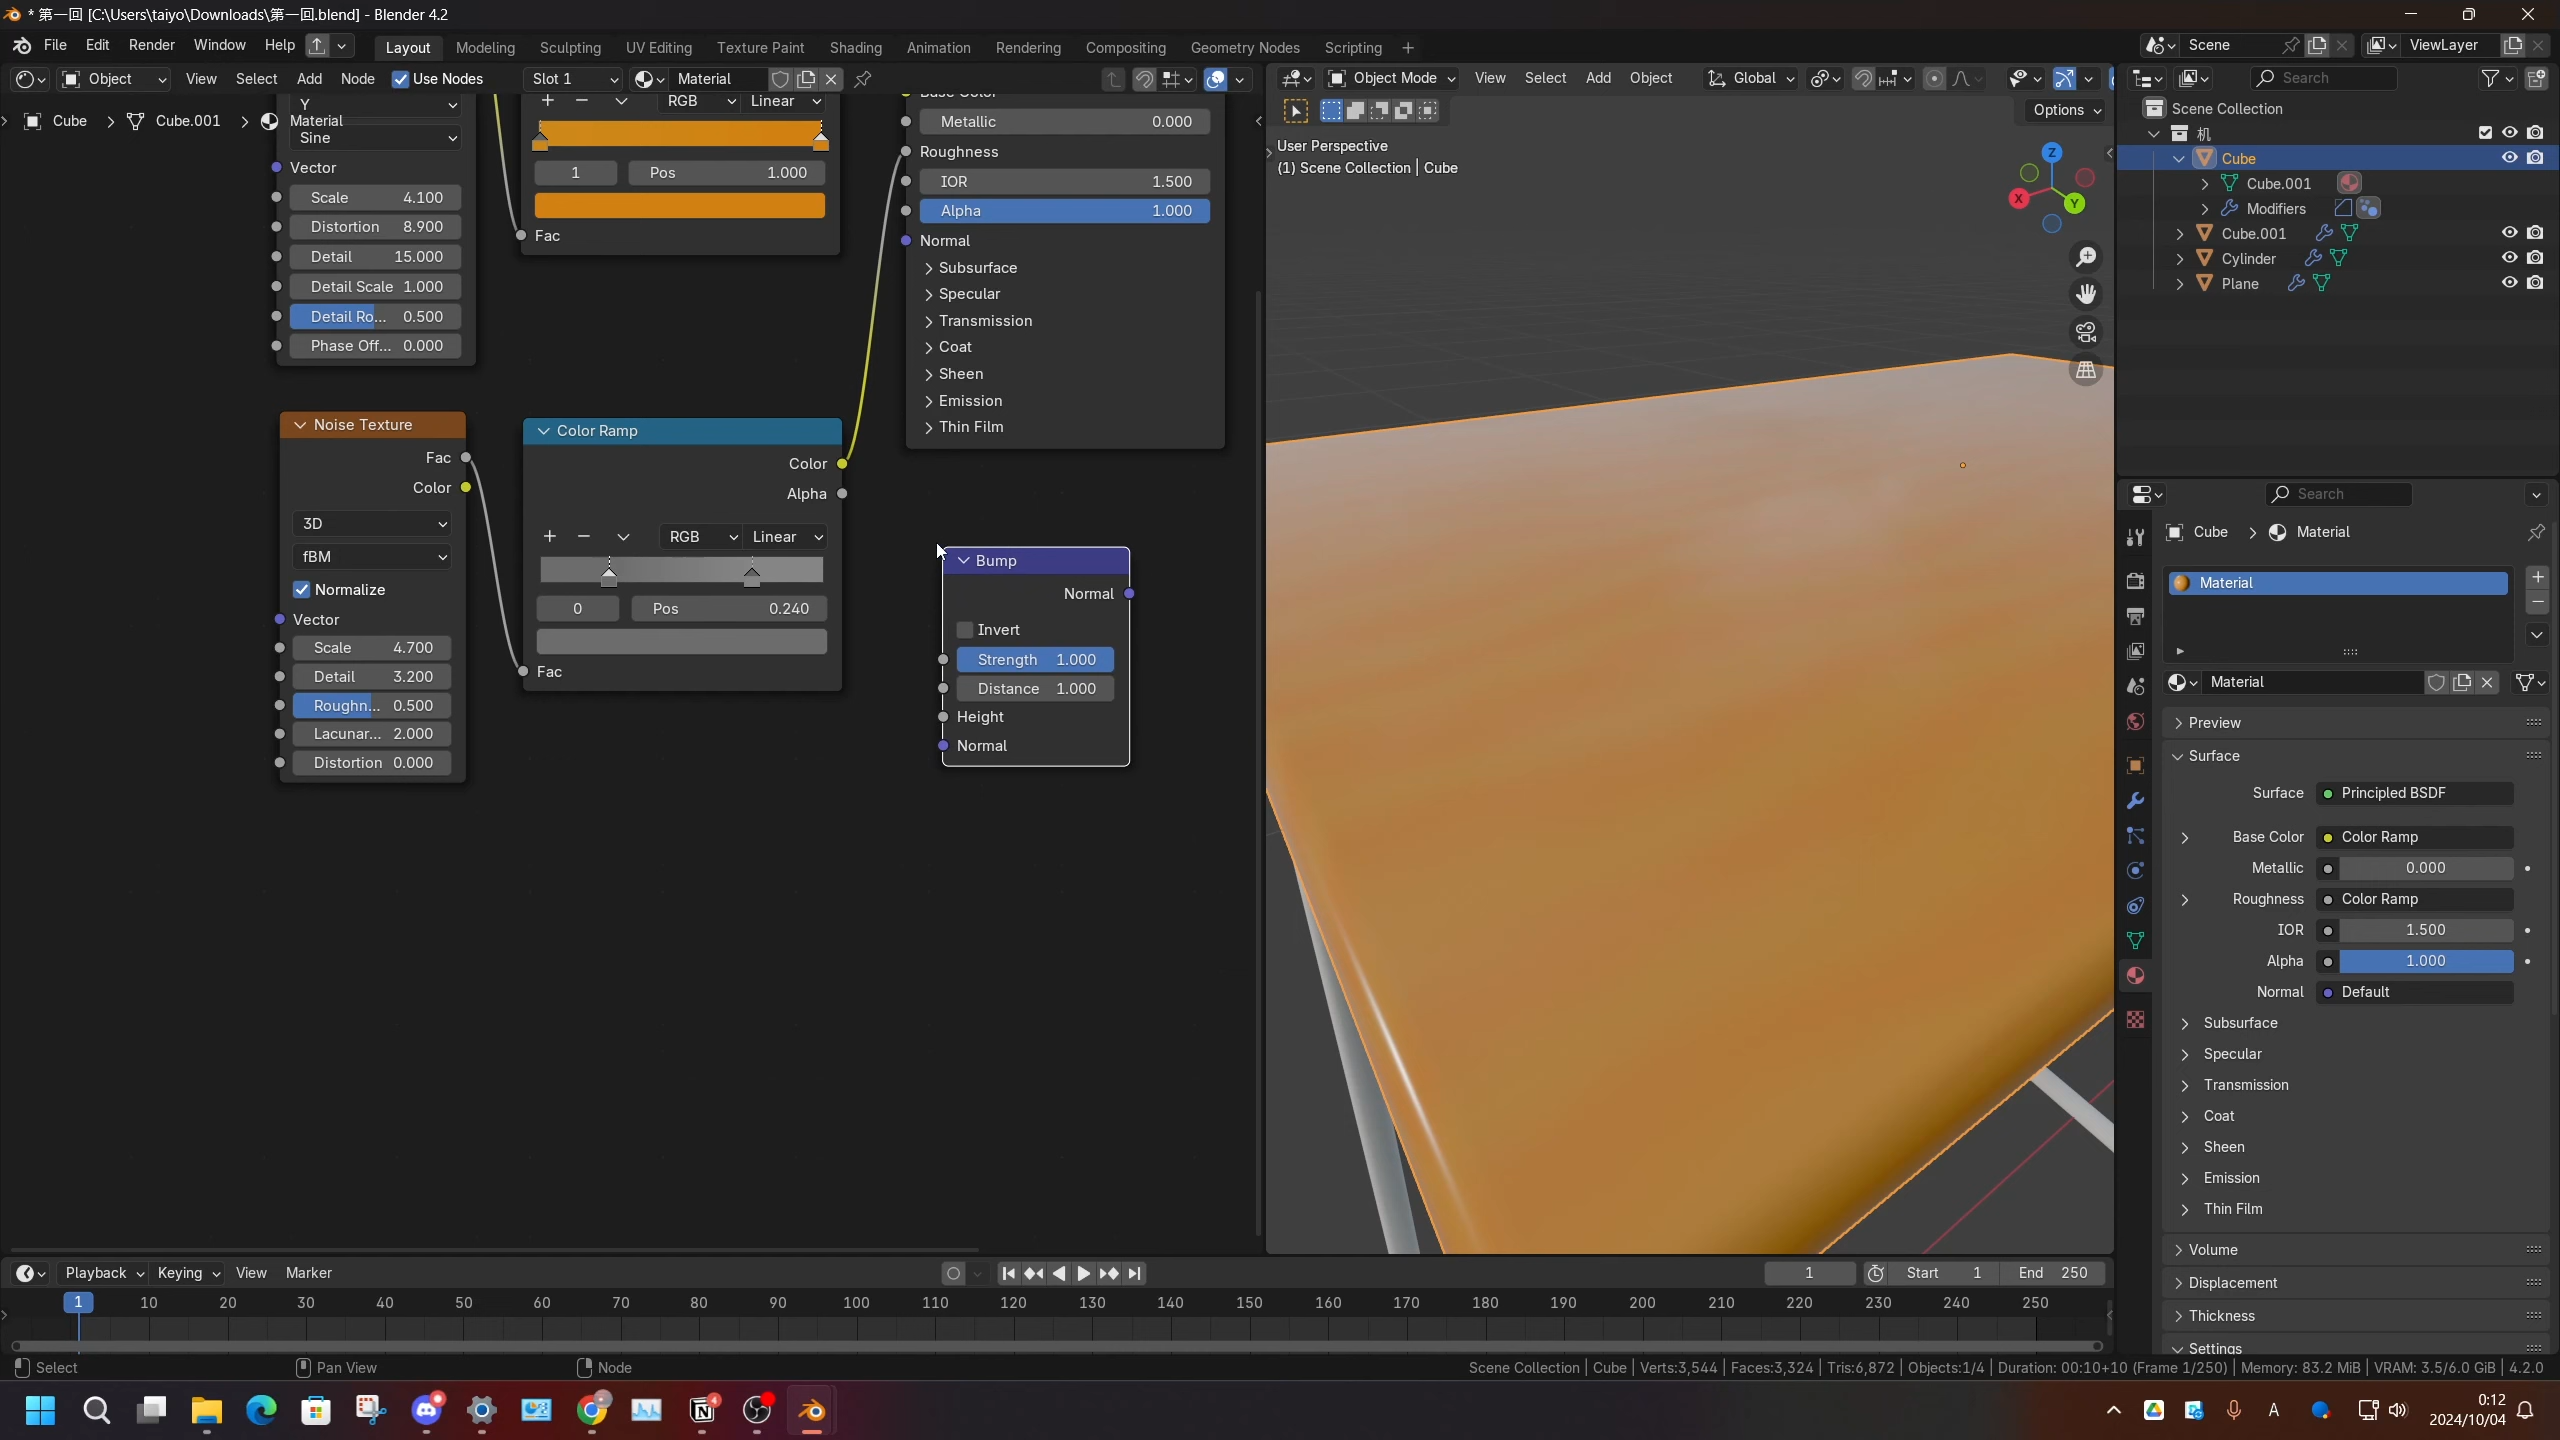 * 第一回 [C:\Users\taiyo\Downloads\第一回.blend] - Blender 4.2
File Edit Render Window Help
Layout Modeling Sculpting UV Editing Texture Paint Shading Animation Rendering Compositing Geometry Nodes Scripting +
Scene ViewLayer
Object View Select Add Node Use Nodes Slot 1 Material
Object Mode View Select Add Object Global
Search
Options
Cube > Cube.001 > Material
Y
Sine
Vector
Scale 4.100
Distortion 8.900
Detail 15.000
Detail Scale 1.000
Detail Ro... 0.500
Phase Off... 0.000
RGB Linear
1 Pos 1.000
Fac
Base Color
Metallic 0.000
Roughness
IOR 1.500
Alpha 1.000
Normal
Subsurface
Specular
Transmission
Coat
Sheen
Emission
Thin Film
Noise Texture
Fac
Color
3D
fBM
Normalize
Vector
Scale 4.700
Detail 3.200
Roughn... 0.500
Lacunar... 2.000
Distortion 0.000
Color Ramp
Color
Alpha
RGB Linear
0 Pos 0.240
Fac
Bump
Normal
Invert
Strength 1.000
Distance 1.000
Height
Normal
User Perspective
(1) Scene Collection | Cube
Z
X
Y
Scene Collection
机
Cube
Cube.001
Modifiers
Cube.001
Cylinder
Plane
Search
Cube > Material
Material
Material
Preview
Surface
Surface Principled BSDF
Base Color Color Ramp
Metallic 0.000
Roughness Color Ramp
IOR 1.500
Alpha 1.000
Normal Default
Subsurface
Specular
Transmission
Coat
Sheen
Emission
Thin Film
Volume
Displacement
Thickness
Settings
Playback Keying View Marker
1 Start 1 End 250
1 10 20 30 40 50 60 70 80 90 100 110 120 130 140 150 160 170 180 190 200 210 220 230 240 250
Select Pan View Node
Scene Collection | Cube | Verts:3,544 | Faces:3,324 | Tris:6,872 | Objects:1/4 | Duration: 00:10+10 (Frame 1/250) | Memory: 83.2 MiB | VRAM: 3.5/6.0 GiB | 4.2.0
4
A
0:12
2024/10/04